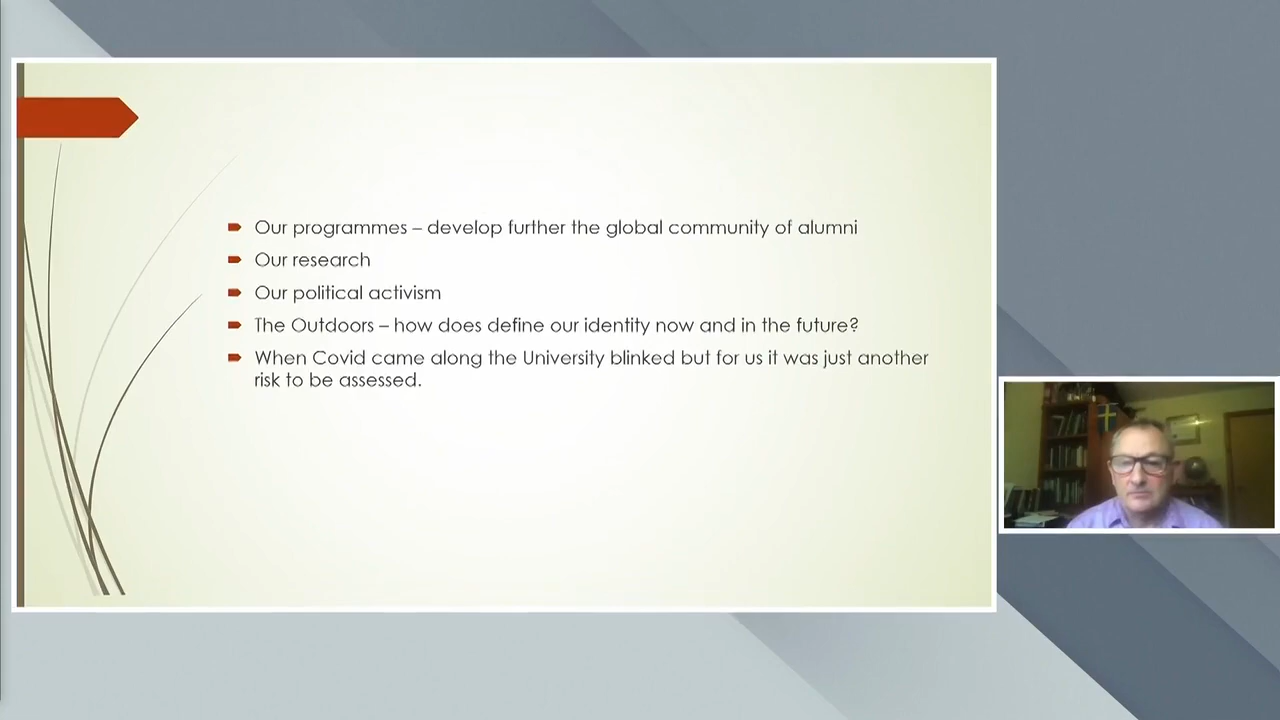 Our programmes – develop further the global community of alumni
Our research
Our political activism
The Outdoors – how does define our identity now and in the future?
When Covid came along the University blinked but for us it was just another
risk to be assessed.